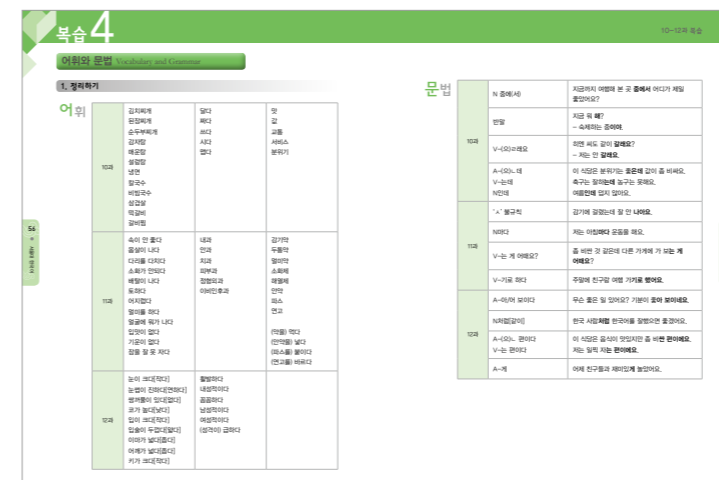 복습4
10-12과 복습
어휘와 문법 Vocabulary and Grammar
1. 정리하기
어휘
10과
김치찌개
된장찌개
순두부찌개
감자탕
매운탕
설렁탕
냉면
칼국수
비빔국수
삼겹살
떡갈비
갈비찜
달다
짜다
쓰다
시다
맵다
맛
값
교통
서비스
분위기
11과
속이 안 좋다
몸살이 나다
다리를 다치다
소화가 안되다
배탈이 나다
토하다
어지럽다
멀미를 하다
얼굴에 뭐가 나다
입맛이 없다
기운이 없다
잠을 잘 못 자다
내과
안과
치과
피부과
정형외과
이비인후과
감기약
두통약
멀미약
소화제
해열제
안약
파스
연고
(약을) 먹다
(안약을) 넣다
(파스를) 붙이다
(연고를) 바르다
12과
눈이 크다[작다]
눈썹이 진하다[연하다]
쌍꺼풀이 있다[없다]
코가 높다[낮다]
입이 크다[작다]
입술이 두껍다[얇다]
이마가 넓다[좁다]
어깨가 넓다[좁다]
키가 크다[작다]
활발하다
내성적이다
꼼꼼하다
남성적이다
여성적이다
(성격이) 급하다
56
서울대 한국어
문법
10과
N 중에(서)
지금까지 여행해 본 곳 중에서 어디가 제일
좋았어요?
반말
지금 뭐 해?
– 숙제하는 중이야.
V-(으)ㄹ래요
히엔 씨도 같이 갈래요?
– 저는 안 갈래요.
A-(으)ㄴ데
V-는데
N인데
이 식당은 분위기는 좋은데 값이 좀 비싸요.
축구는 잘하는데 농구는 못해요.
여름인데 덥지 않아요.
11과
'ㅅ' 불규칙
감기에 걸렸는데 잘 안 나아요.
N마다
저는 아침마다 운동을 해요.
V-는 게 어때요?
좀 비싼 것 같은데 다른 가게에 가 보는 게
어때요?
V-기로 하다
주말에 친구랑 여행 가기로 했어요.
12과
A-아/어 보이다
무슨 좋은 일 있어요? 기분이 좋아 보이네요.
N처럼[같이]
한국 사람처럼 한국어를 잘했으면 좋겠어요.
A-(으)ㄴ 편이다
V-는 편이다
이 식당은 음식이 맛있지만 좀 비싼 편이에요.
저는 일찍 자는 편이에요.
A-게
어제 친구들과 재미있게 놀았어요.